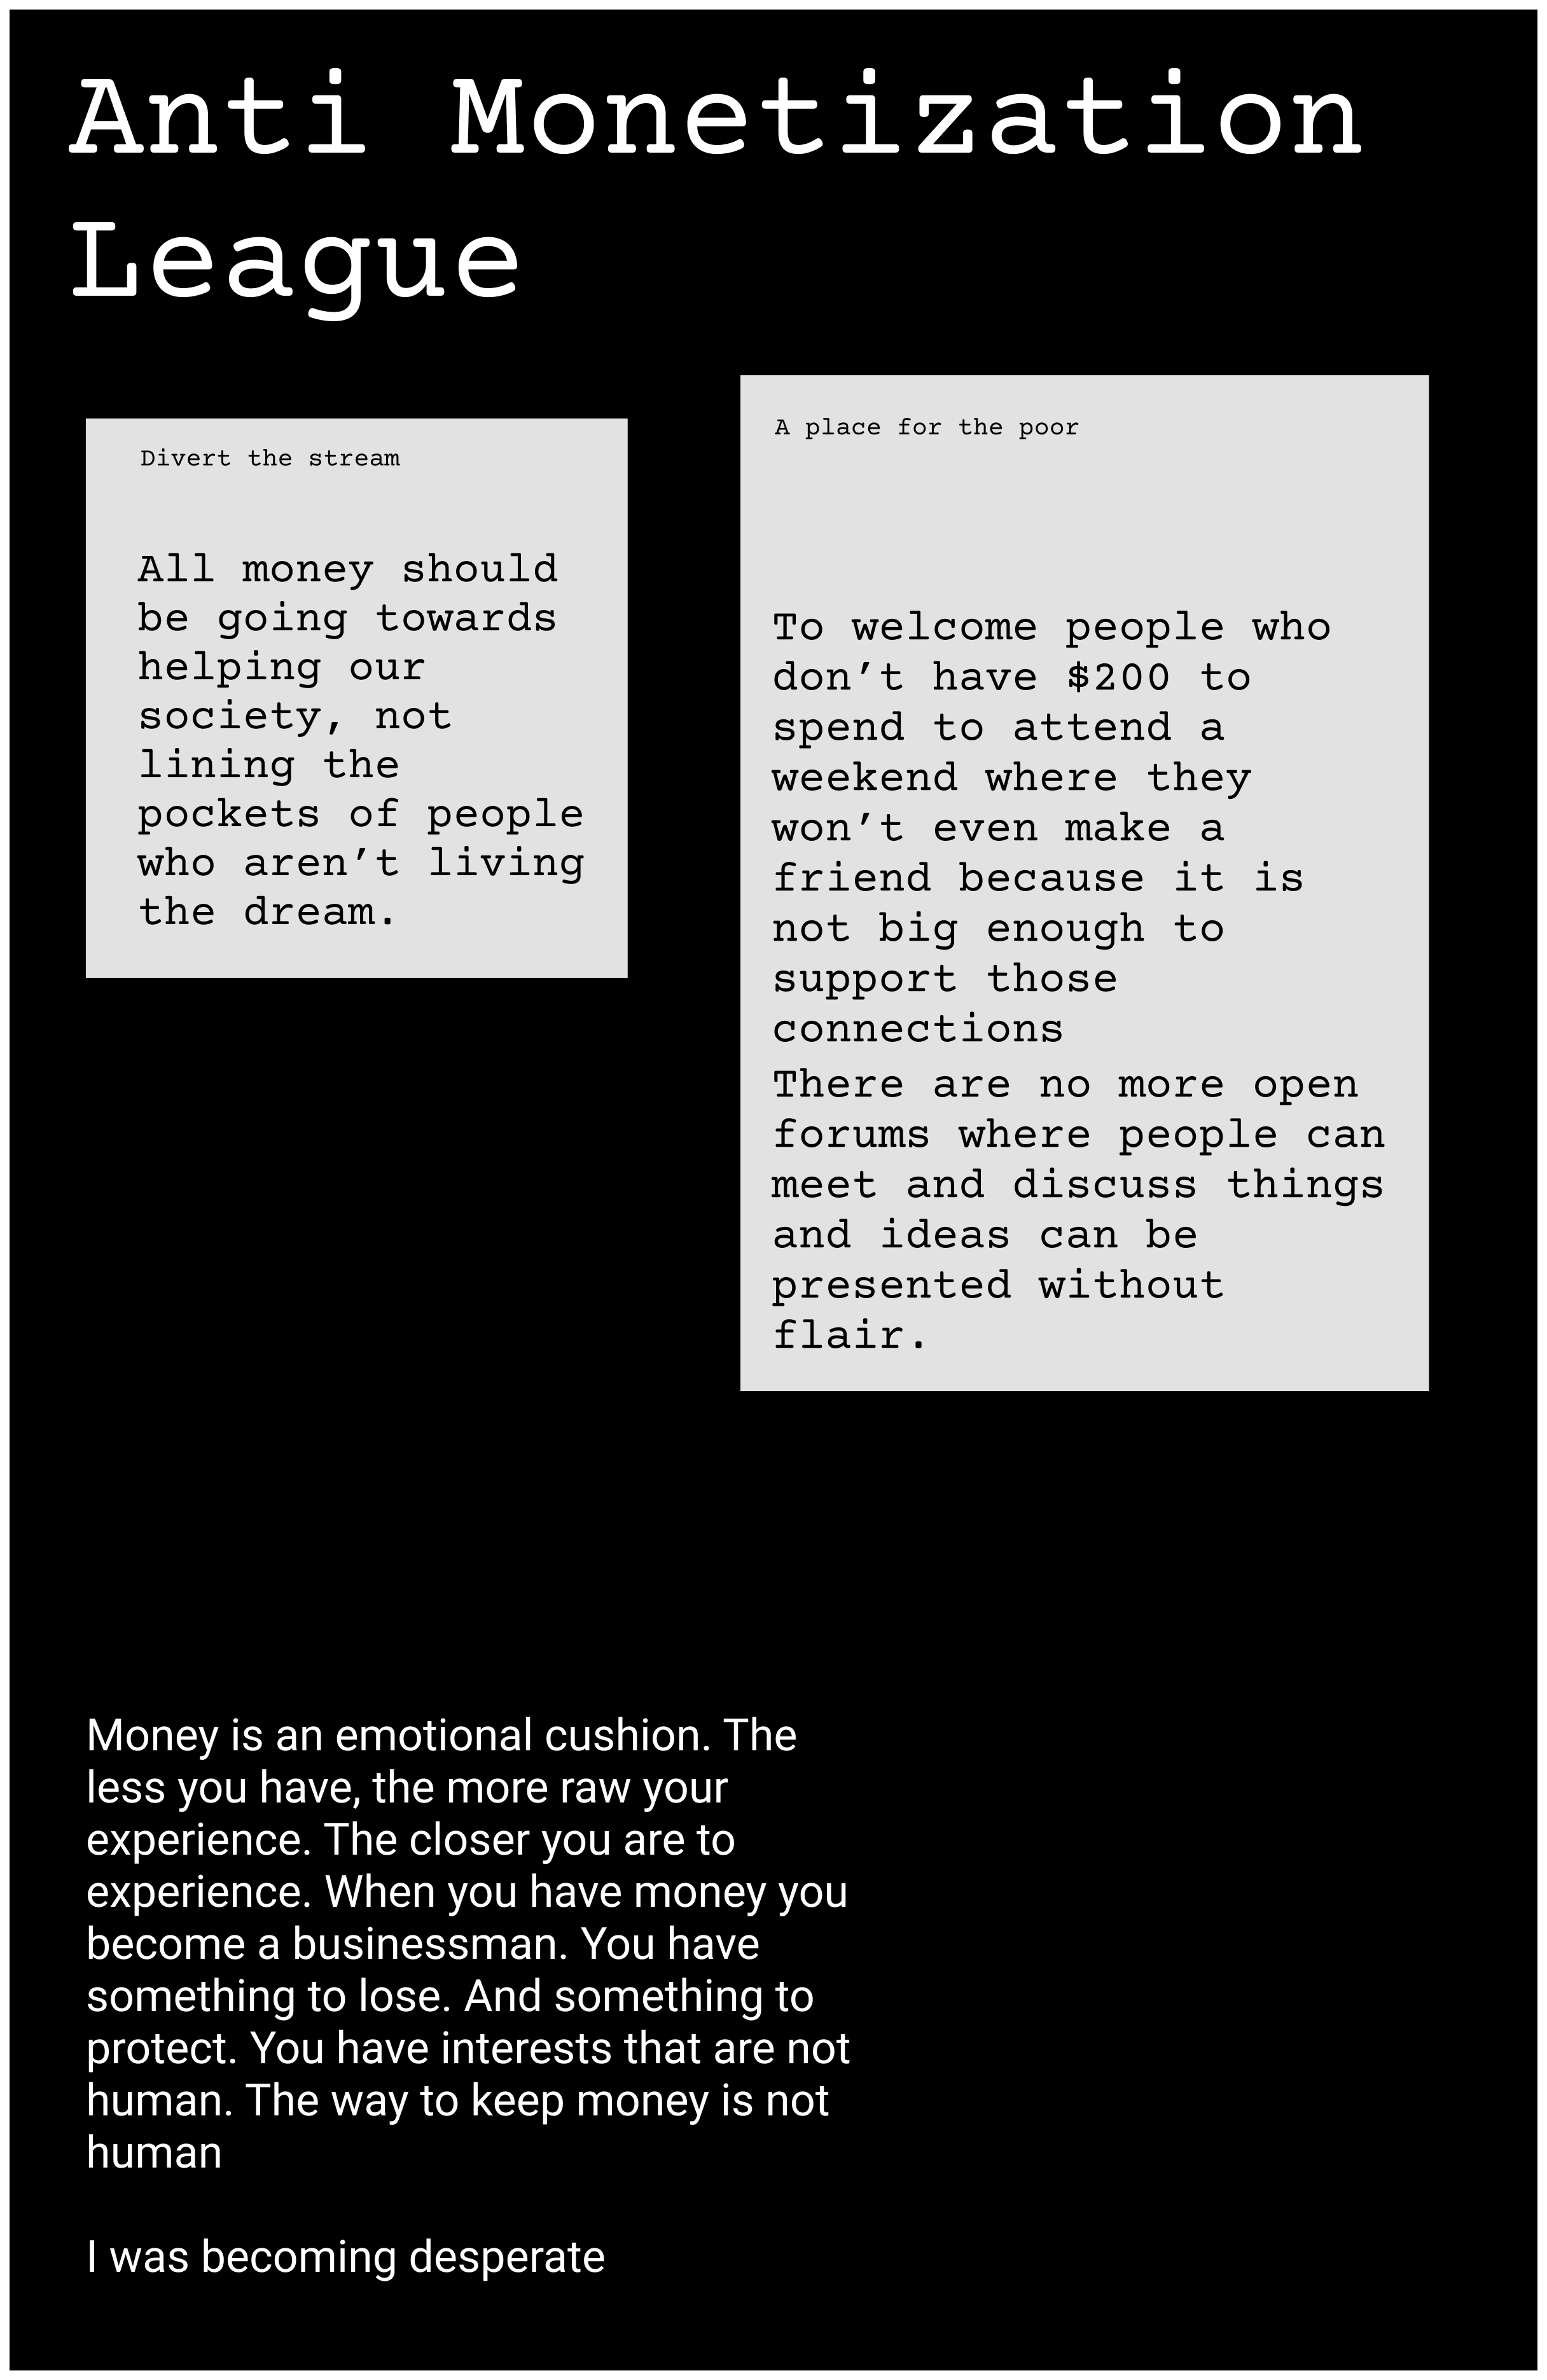 Anti Monetization
League
Divert the stream
All money should
be going towards
helping our
society, not
lining the
pockets of people
who aren’t living
the dream.
A place for the poor
To welcome people who
don’t have $200 to
spend to attend a
weekend where they
won’t even make a
friend because it is
not big enough to
support those
connections
There are no more open
forums where people can
meet and discuss things
and ideas can be
presented without
flair.
Money is an emotional cushion. The
less you have, the more raw your
experience. The closer you are to
experience. When you have money you
become a businessman. You have
something to lose. And something to
protect. You have interests that are not
human. The way to keep money is not
human
I was becoming desperate